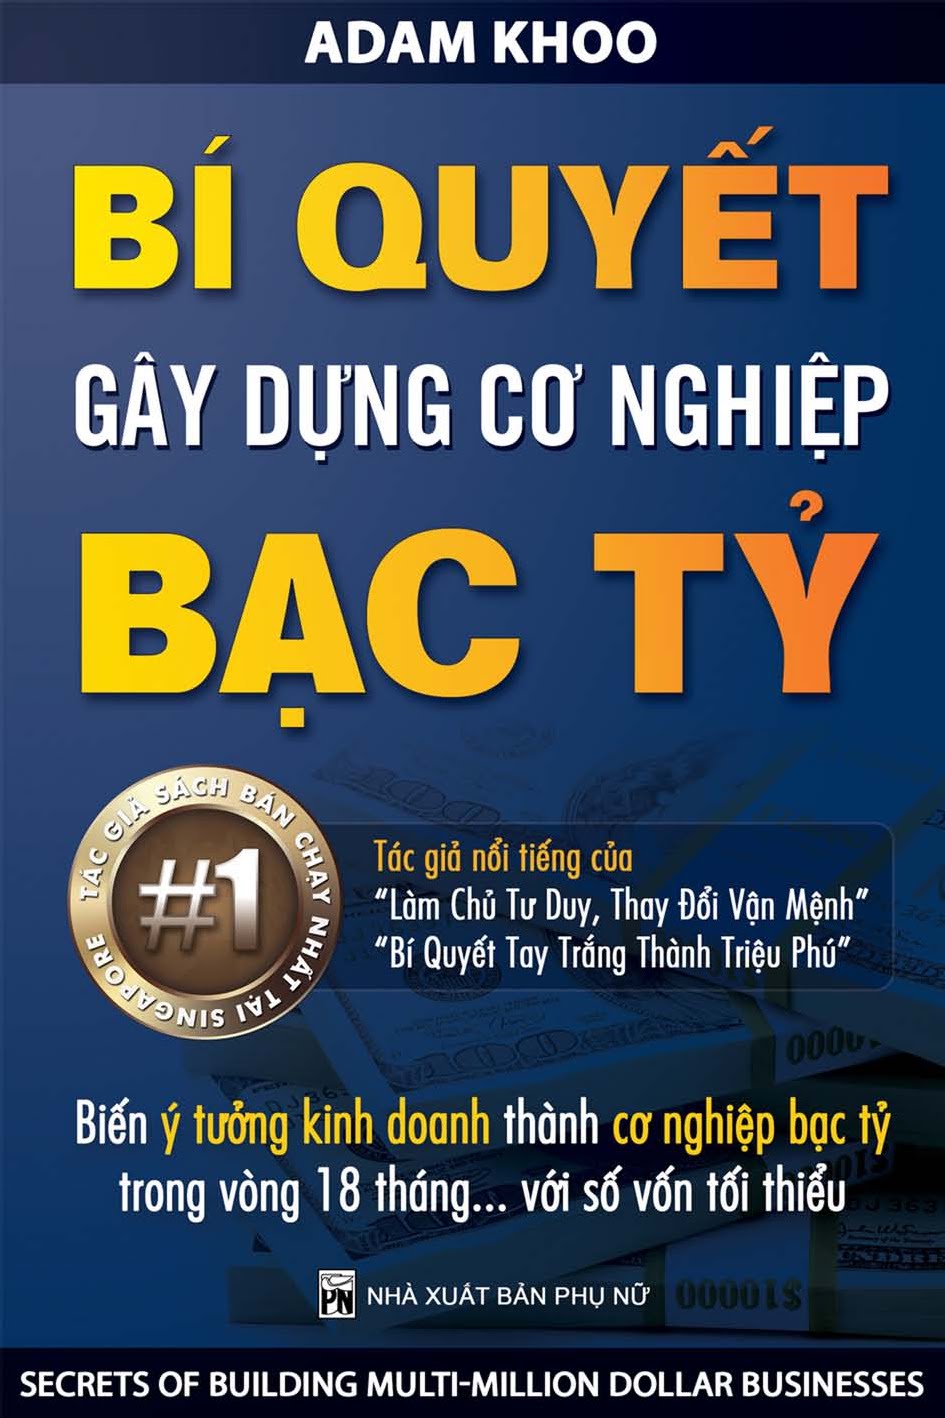 ADAM KHOO
BÍ QUYẾT
GÂY DỰNG CƠ NGHIỆP
BẠC TỶ
TÁC GIẢ SÁCH BÁN CHẠY NHẤT TẠI SINGAPORE
#1
Tác giả nổi tiếng của
“Làm Chủ Tư Duy, Thay Đổi Vận Mệnh”
“Bí Quyết Tay Trắng Thành Triệu Phú”
Biến ý tưởng kinh doanh thành cơ nghiệp bạc tỷ
trong vòng 18 tháng... với số vốn tối thiểu
PN
NHÀ XUẤT BẢN PHỤ NỮ
SECRETS OF BUILDING MULTI-MILLION DOLLAR BUSINESSES